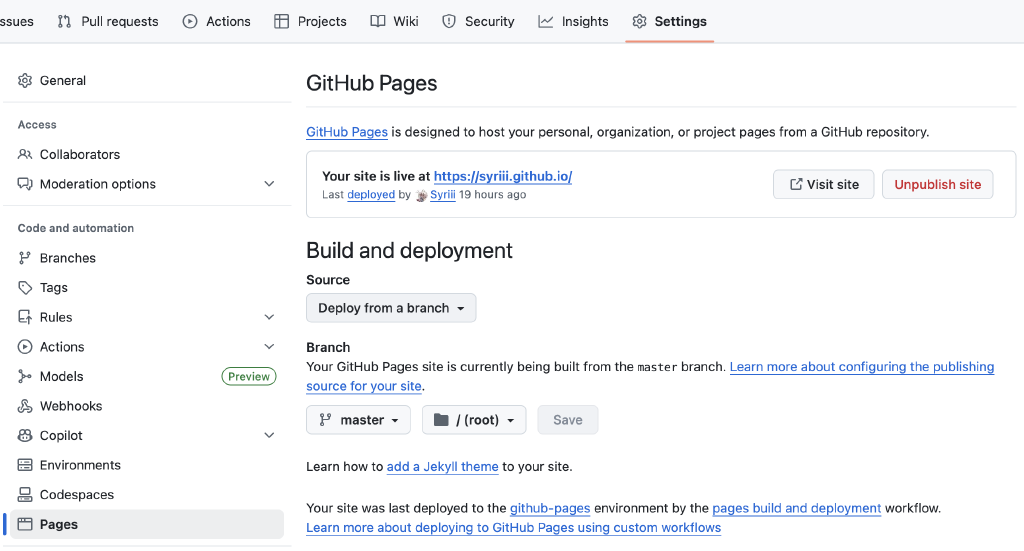 ssues Pull requests Actions Projects Wiki Security Insights Settings
General
Access
Collaborators
Moderation options
Code and automation
Branches
Tags
Rules
Actions
Models Preview
Webhooks
Copilot
Environments
Codespaces
Pages
GitHub Pages
GitHub Pages is designed to host your personal, organization, or project pages from a GitHub repository.
Your site is live at https://syriii.github.io/
Last deployed by Syriii 19 hours ago
Visit site Unpublish site
Build and deployment
Source
Deploy from a branch
Branch
Your GitHub Pages site is currently being built from the master branch. Learn more about configuring the publishing
source for your site.
master / (root) Save
Learn how to add a Jekyll theme to your site.
Your site was last deployed to the github-pages environment by the pages build and deployment workflow.
Learn more about deploying to GitHub Pages using custom workflows